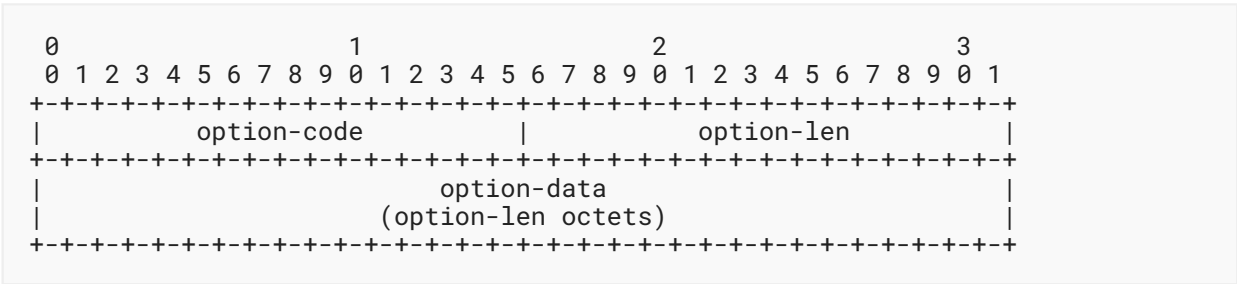 0                   1                   2                   3
 0 1 2 3 4 5 6 7 8 9 0 1 2 3 4 5 6 7 8 9 0 1 2 3 4 5 6 7 8 9 0 1
+-+-+-+-+-+-+-+-+-+-+-+-+-+-+-+-+-+-+-+-+-+-+-+-+-+-+-+-+-+-+-+-+
|          option-code          |           option-len          |
+-+-+-+-+-+-+-+-+-+-+-+-+-+-+-+-+-+-+-+-+-+-+-+-+-+-+-+-+-+-+-+-+
|                          option-data                          |
|                      (option-len octets)                      |
+-+-+-+-+-+-+-+-+-+-+-+-+-+-+-+-+-+-+-+-+-+-+-+-+-+-+-+-+-+-+-+-+